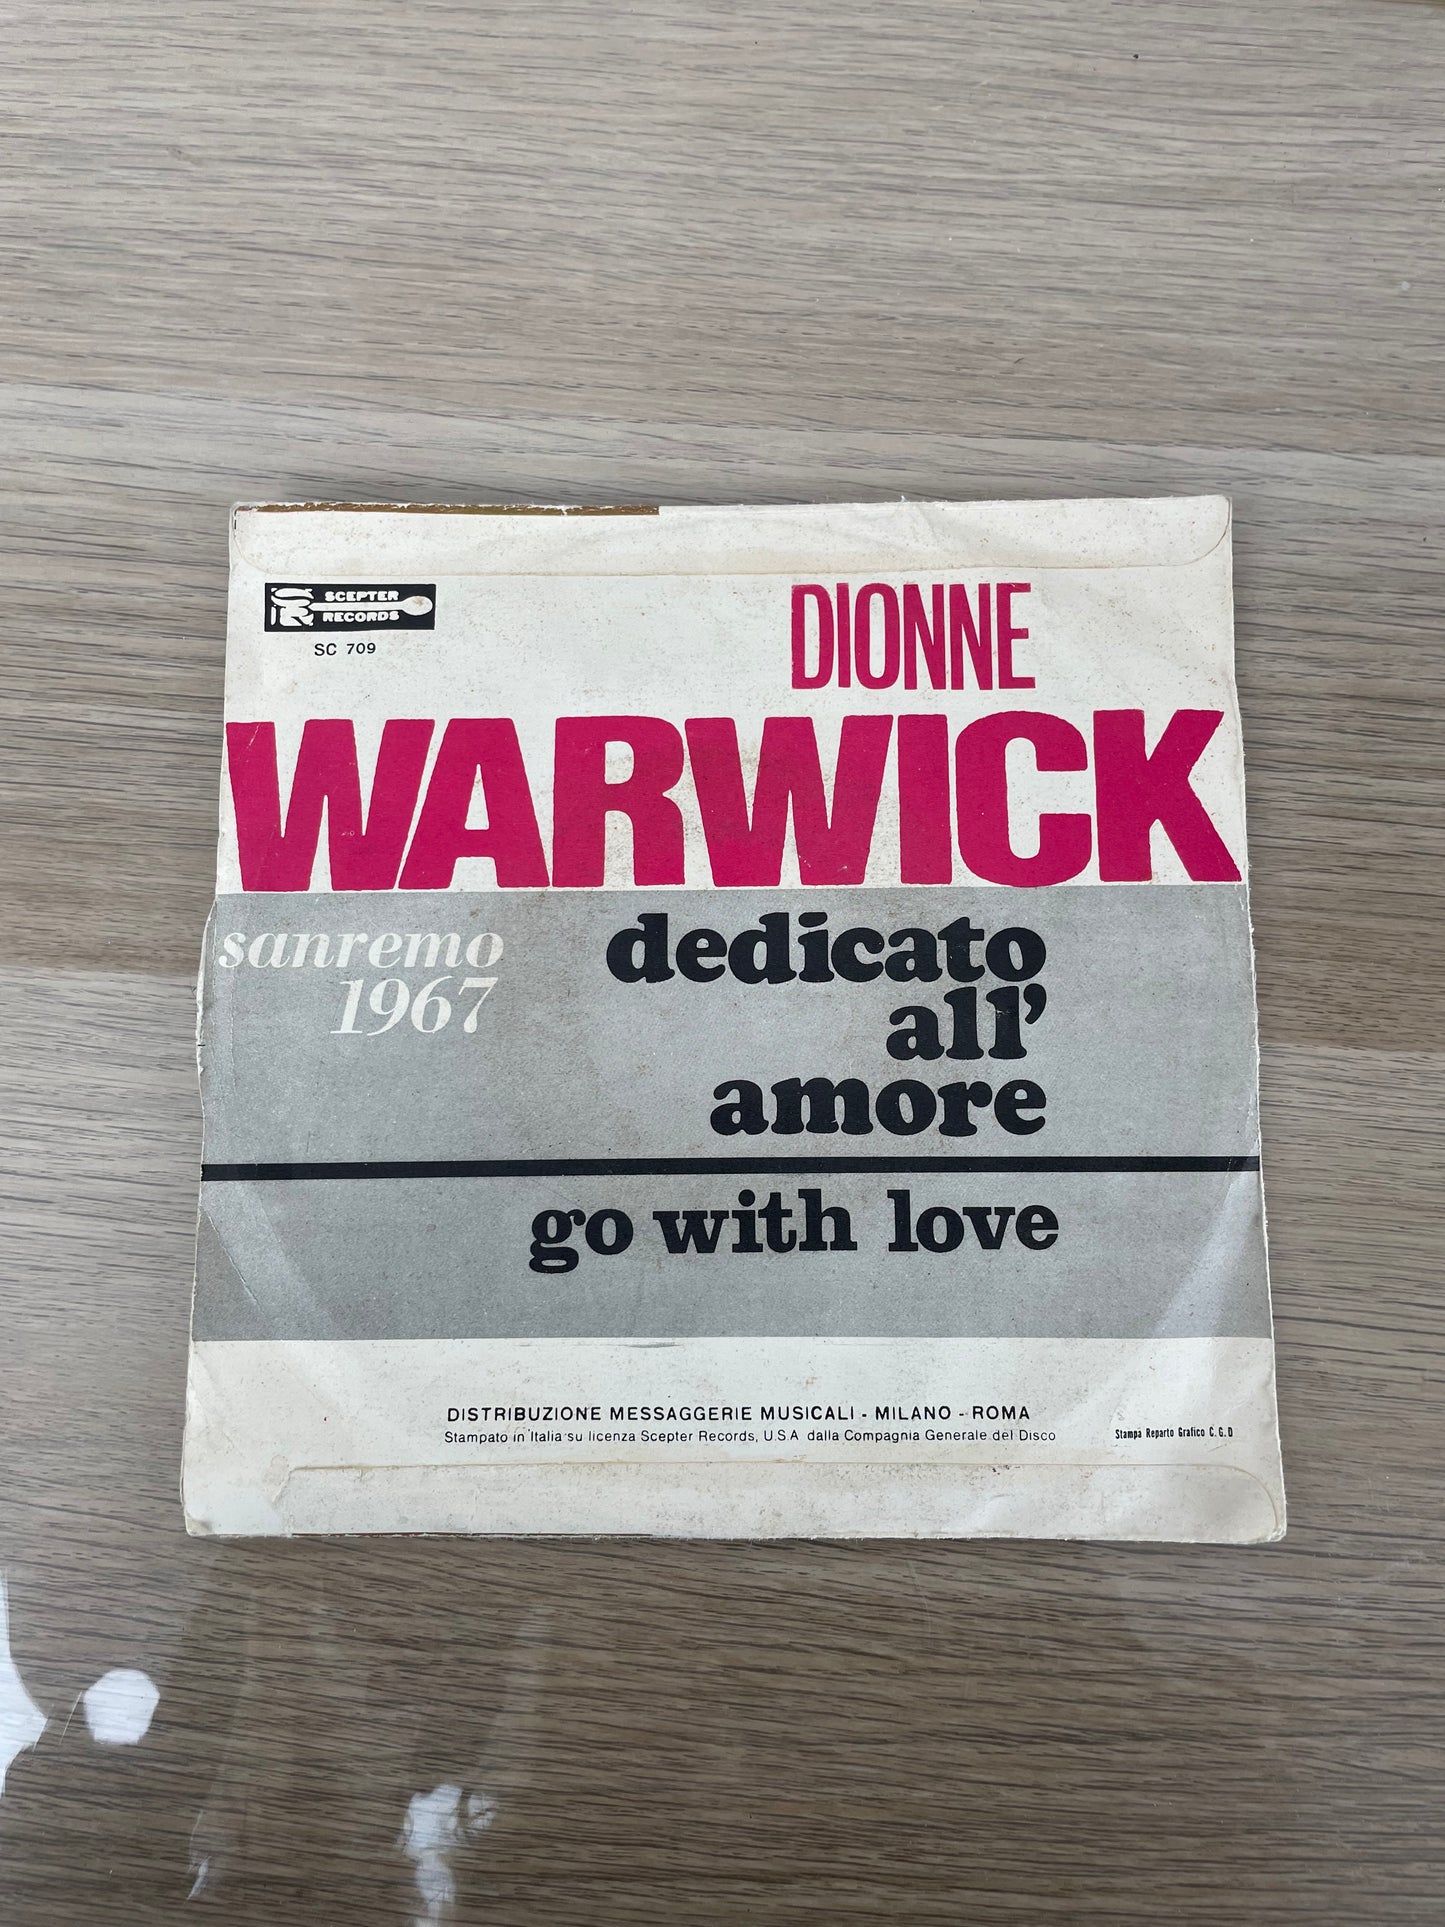 SCEPTER
RECORDS
SC 709
DIONNE
WARWICK
sanremo
1967
dedicato
all'
amore
go with love
DISTRIBUZIONE MESSAGGERIE MUSICALI - MILANO - ROMA
Stampato in Italia su licenza Scepter Records, U.S.A. dalla Compagnia Generale del Disco
Stampa Reparto Grafico C.G.D